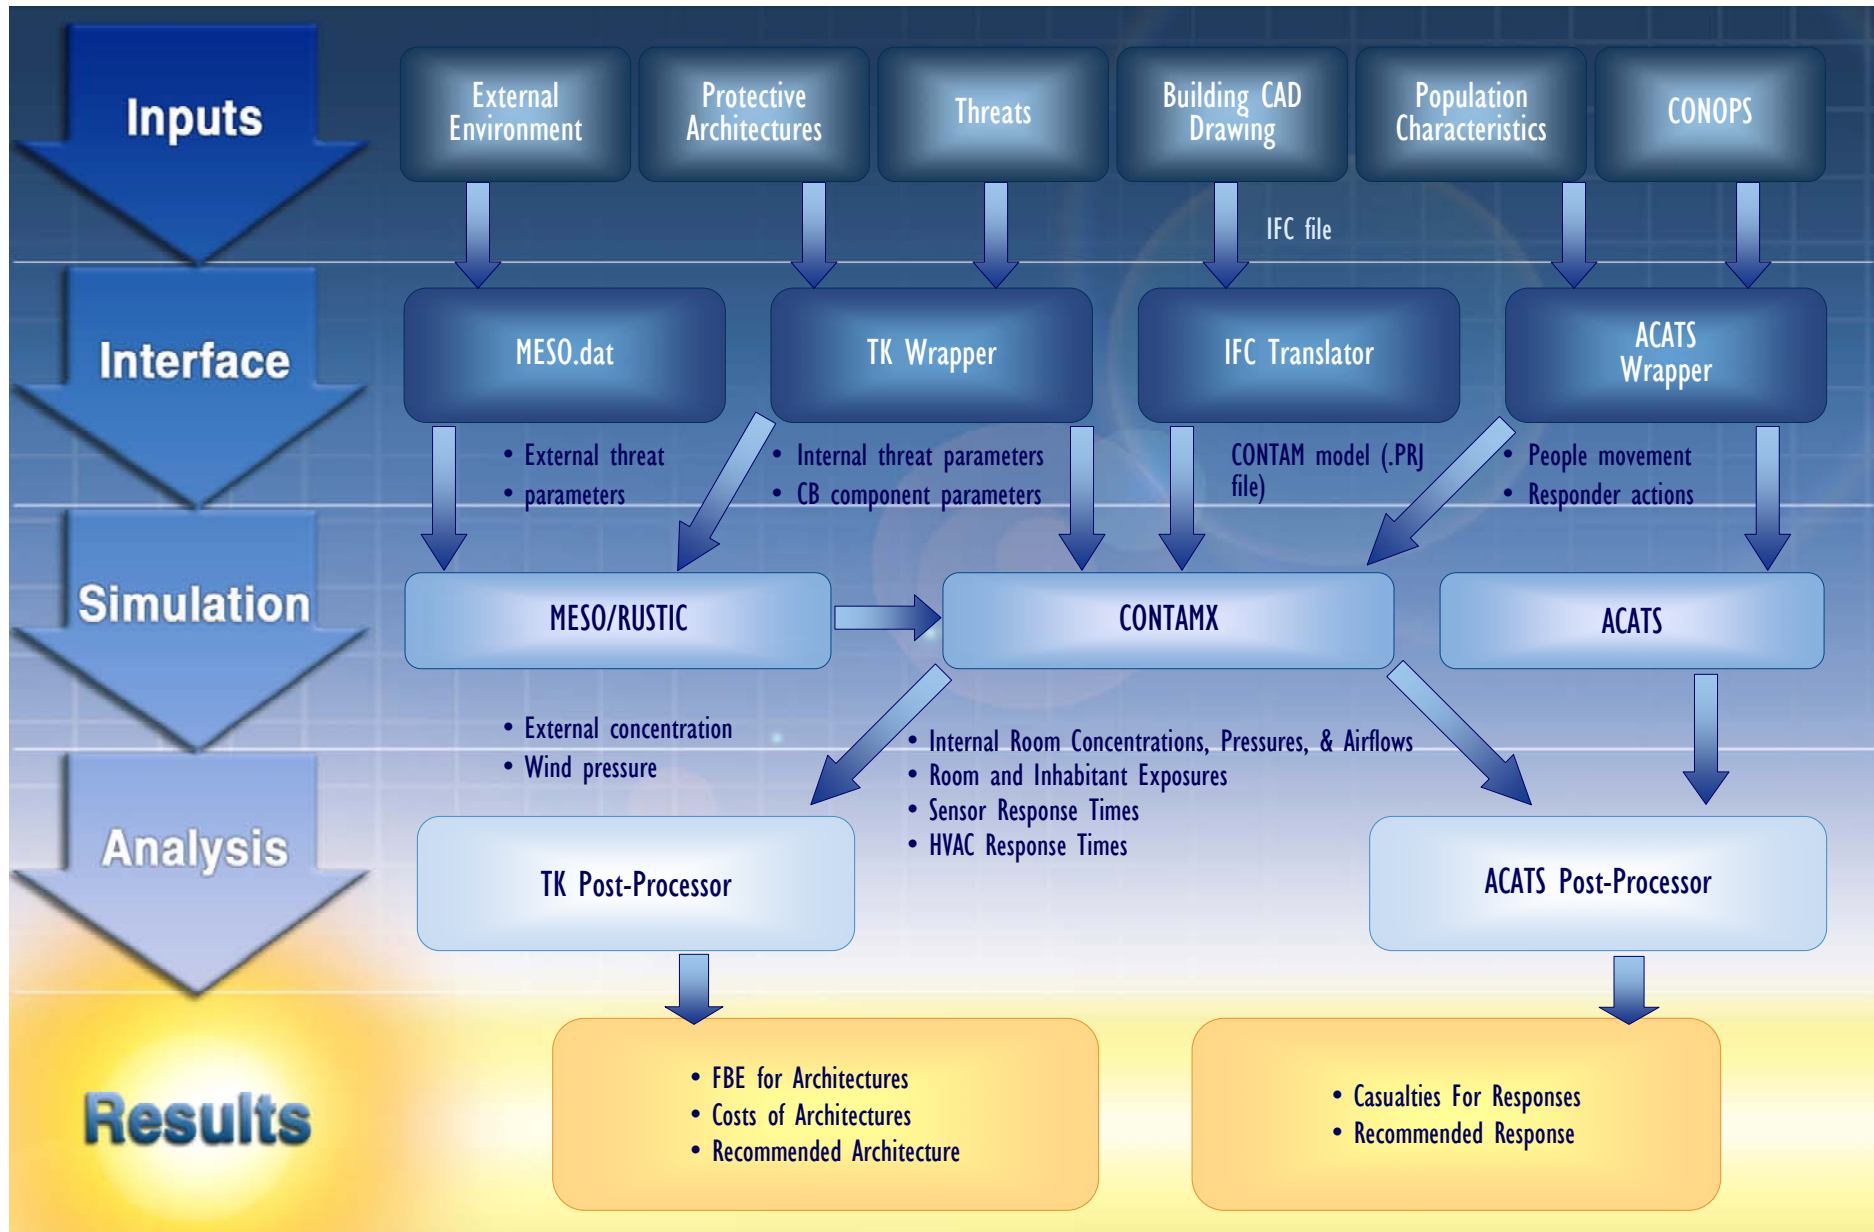 Inputs
External
Environment
Protective
Architectures
Threats
Building CAD
Drawing
Population
Characteristics
CONOPS
IFC file
Interface
MESO.dat
TK Wrapper
IFC Translator
ACATS
Wrapper
• External threat
• parameters
• Internal threat parameters
• CB component parameters
CONTAM model (.PRJ
file)
• People movement
• Responder actions
Simulation
MESO/RUSTIC
CONTAMX
ACATS
• External concentration
• Wind pressure
• Internal Room Concentrations, Pressures, & Airflows
• Room and Inhabitant Exposures
• Sensor Response Times
• HVAC Response Times
Analysis
TK Post-Processor
ACATS Post-Processor
Results
• FBE for Architectures
• Costs of Architectures
• Recommended Architecture
• Casualties For Responses
• Recommended Response